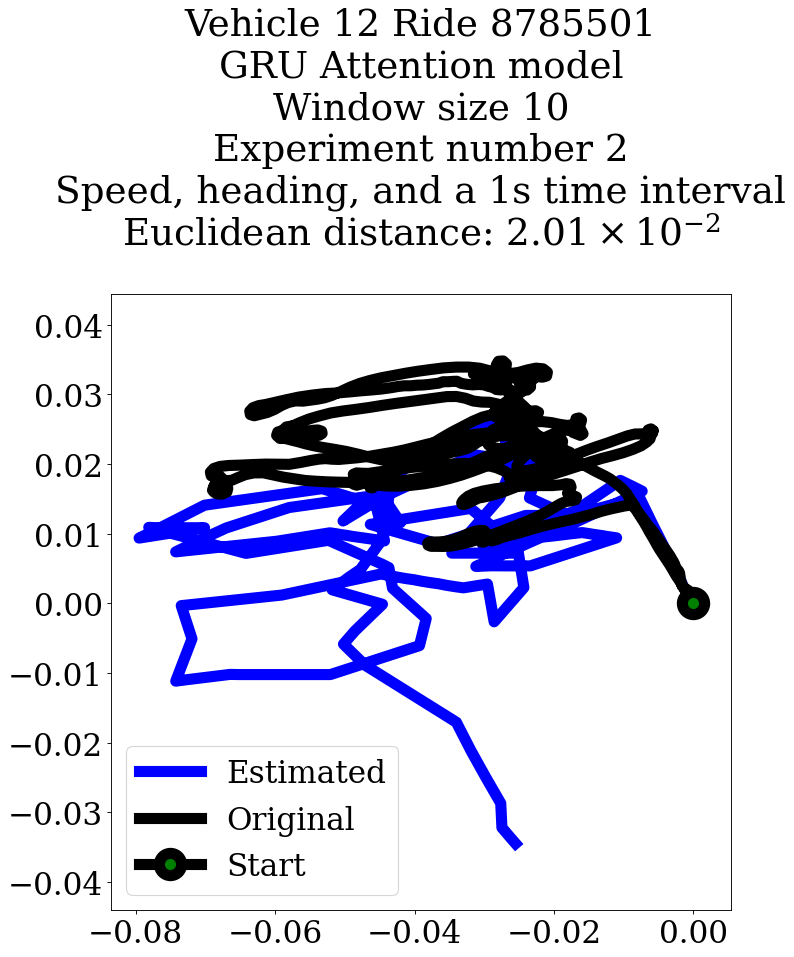 Vehicle 12 Ride 8785501
GRU Attention model
Window size 10
Experiment number 2
Speed, heading, and a 1s time interval
Euclidean distance: 2.01 × 10⁻²
0.04
0.03
0.02
0.01
0.00
−0.01
−0.02
−0.03
−0.04
Estimated
Original
Start
−0.08 −0.06 −0.04 −0.02 0.00